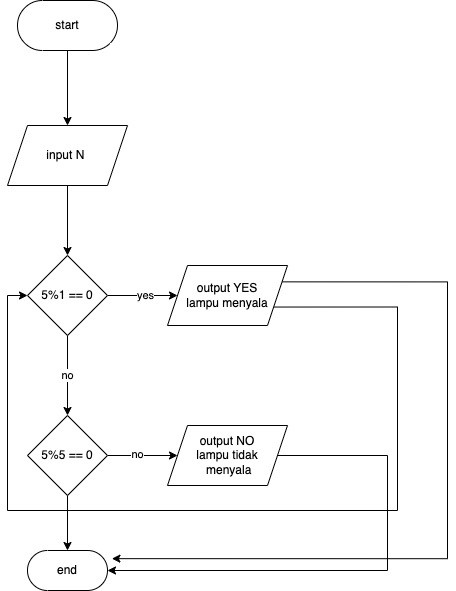 start
input N
5%1 == 0
yes
output YES
lampu menyala
no
5%5 == 0
no
output NO
lampu tidak
menyala
end